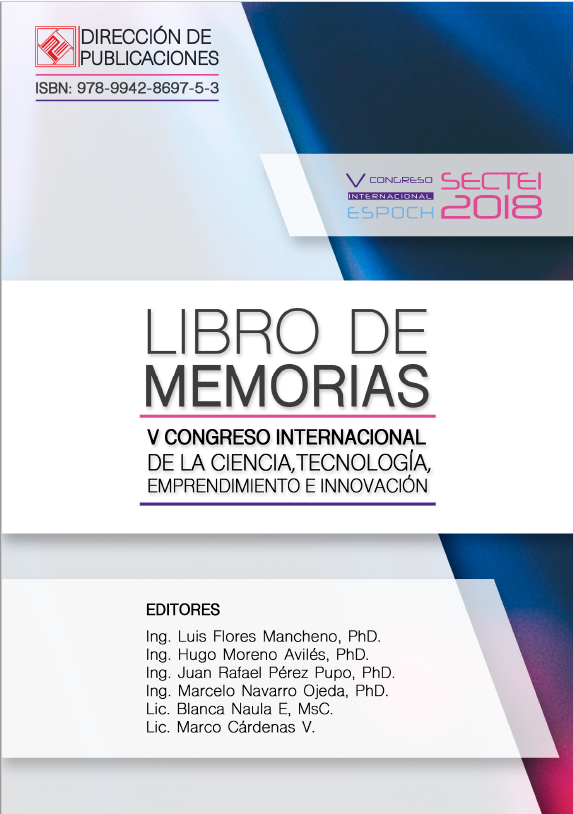 DIRECCIÓN DE
PUBLICACIONES
ISBN: 978-9942-8697-5-3
V CONGRESO
INTERNACIONAL
ESPOCH
SECTEI
2018
LIBRO DE
MEMORIAS
V CONGRESO INTERNACIONAL
DE LA CIENCIA,TECNOLOGÍA,
EMPRENDIMIENTO E INNOVACIÓN
EDITORES
Ing. Luis Flores Mancheno, PhD.
Ing. Hugo Moreno Avilés, PhD.
Ing. Juan Rafael Pérez Pupo, PhD.
Ing. Marcelo Navarro Ojeda, PhD.
Lic. Blanca Naula E, MsC.
Lic. Marco Cárdenas V.